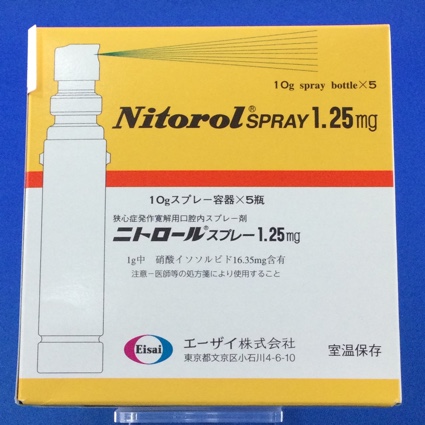 10g spray bottle×5
Nitorol® SPRAY 1.25mg
10gスプレー容器×5瓶
狭心症発作寛解用口腔内スプレー剤
ニトロール®スプレー1.25mg
1g中 硝酸イソソルビド16.35mg含有
注意－医師等の処方箋により使用すること
Eisai
エーザイ株式会社
東京都文京区小石川4-6-10
室温保存